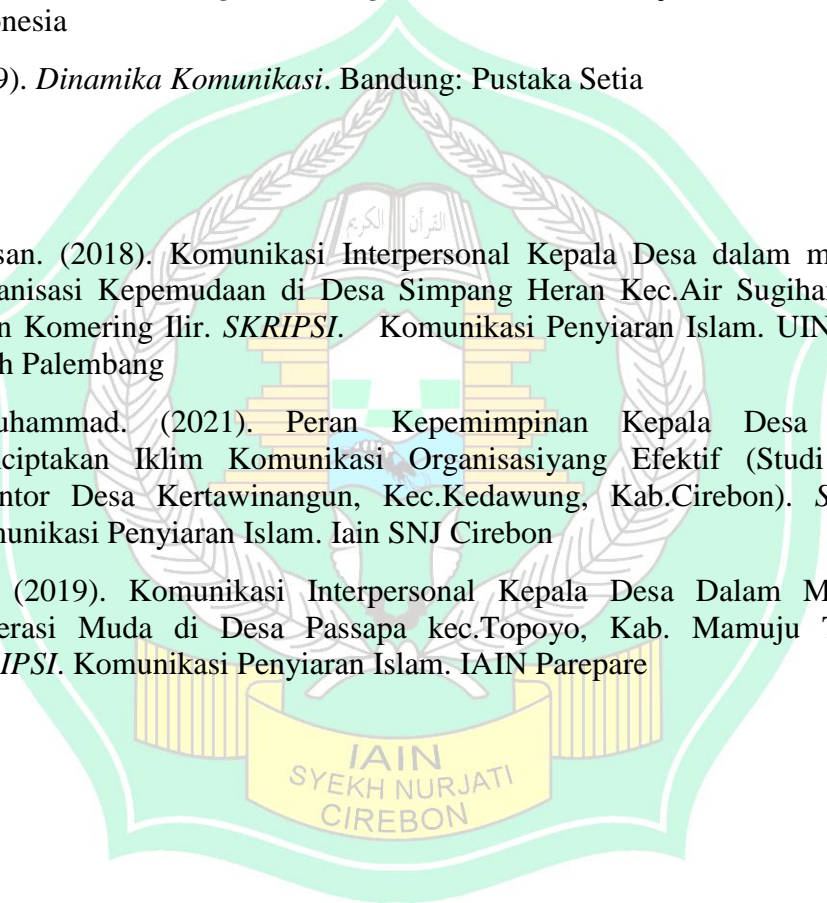 onesia
9). Dinamika Komunikasi. Bandung: Pustaka Setia
القرآن الكريم
san. (2018). Komunikasi Interpersonal Kepala Desa dalam m
anisasi Kepemudaan di Desa Simpang Heran Kec.Air Sugihar
n Komering Ilir. SKRIPSI. Komunikasi Penyiaran Islam. UIN
h Palembang
uhammad. (2021). Peran Kepemimpinan Kepala Desa
ciptakan Iklim Komunikasi Organisasiyang Efektif (Studi
ntor Desa Kertawinangun, Kec.Kedawung, Kab.Cirebon). S
unikasi Penyiaran Islam. Iain SNJ Cirebon
(2019). Komunikasi Interpersonal Kepala Desa Dalam M
erasi Muda di Desa Passapa kec.Topoyo, Kab. Mamuju T
IPSI. Komunikasi Penyiaran Islam. IAIN Parepare
IAIN
SYEKH NURJATI
CIREBON